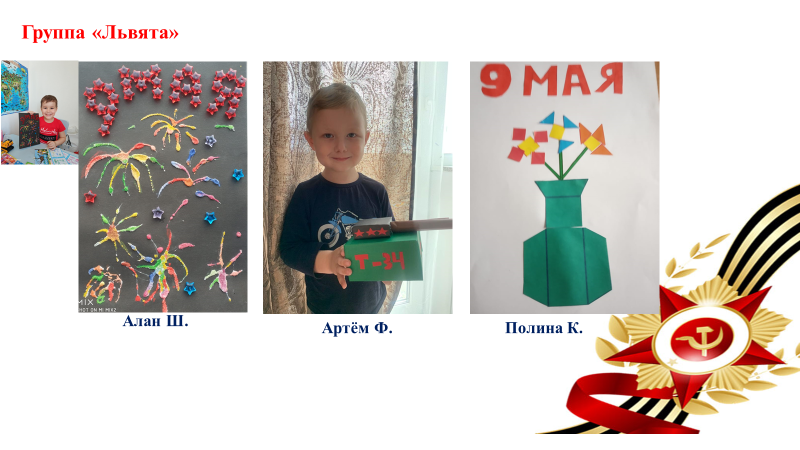 Группа «Львята»
9 МАЯ
Т-34
Алан Ш.
Артём Ф.
Полина К.